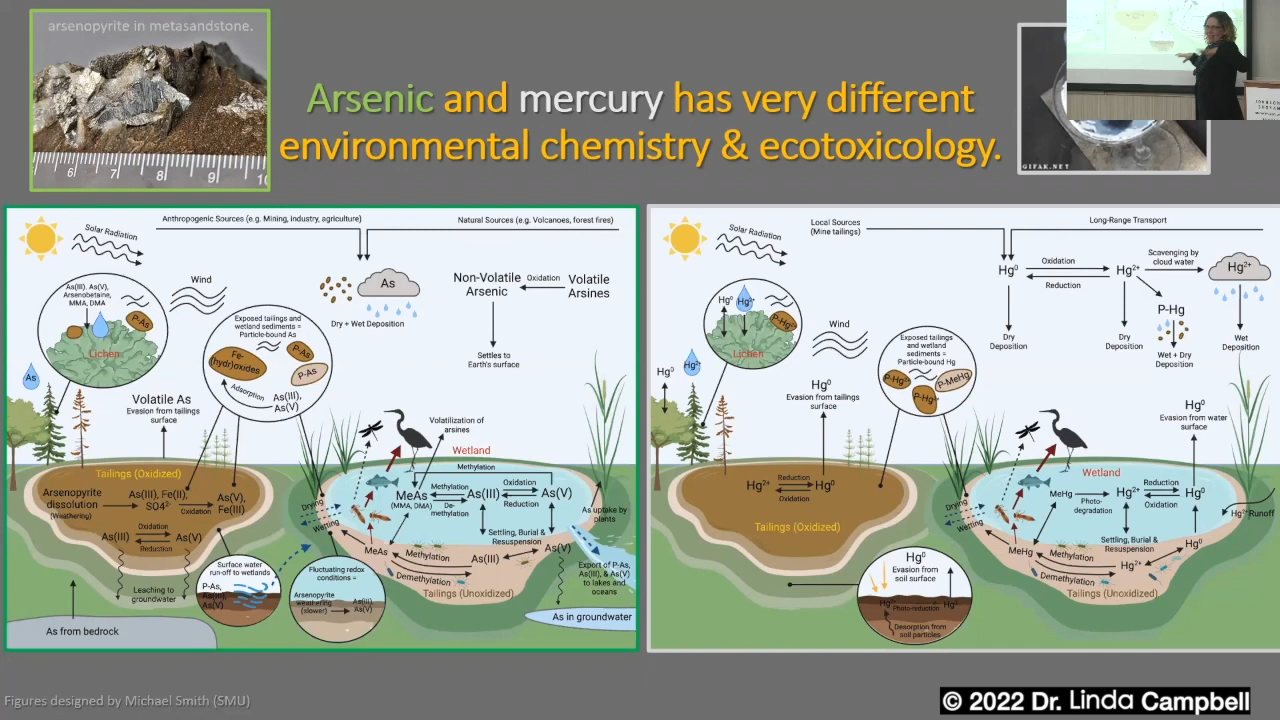 arsenopyrite in metasandstone.
6 7 8 9 10
Arsenic and mercury has very different
environmental chemistry & ecotoxicology.
GIFAK.NET
Solar Radiation
Anthropogenic Sources (e.g. Mining, industry, agriculture)
Natural Sources (e.g. Volcanoes, forest fires)
As(III), As(V),
Arsenobetaine,
MMA, DMA
P-As
Lichen
As
Wind
As
Dry + Wet Deposition
Non-Volatile
Arsenic
Oxidation
Volatile
Arsines
Settles to
Earth's surface
Exposed tailings and
wetland sediments =
Particle-bound As
Fe-
(hydr)oxides
P-As
P-As
Adsorption
As(III),
As(V)
Volatile As
Evasion from tailings
surface
Volatilization of
arsines
Wetland
Tailings (Oxidized)
Arsenopyrite
dissolution
(Weathering)
As(III), Fe(II),
SO4²⁻
Oxidation
As(V),
Fe(III)
Oxidation
As(III)
As(V)
Reduction
Methylation
MeAs
(MMA, DMA)
Methylation
De-
methylation
As(III)
Oxidation
Reduction
As(V)
Drying
Wetting
Settling, Burial &
Resuspension
As uptake by
plants
MeAs
Methylation
Demethylation
As(III)
As(V)
Tailings (Unoxidized)
Leaching to
groundwater
Surface water
run-off to wetlands
P-As,
As(III),
As(V)
Fluctuating redox
conditions =
Arsenopyrite
weathering
(slower)
As(III)
As(V)
Export of P-As,
As(III), & As(V)
to lakes and
oceans
As from bedrock
As in groundwater
Solar Radiation
Local Sources
(Mine tailings)
Long-Range Transport
Hg⁰
Oxidation
Reduction
Hg²⁺
Scavenging by
cloud water
Hg²⁺
P-Hg
Dry
Deposition
Dry
Deposition
Wet + Dry
Deposition
Wet
Deposition
Hg⁰
Hg²⁺
P-Hg
Lichen
Hg²⁺
Hg⁰
Wind
Exposed tailings
and wetland
sediments =
Particle-bound Hg
P-MeHg
Hg⁰
Evasion from tailings
surface
Hg⁰
Evasion from water
surface
Wetland
Hg²⁺
Reduction
Oxidation
Hg⁰
Tailings (Oxidized)
Drying
Wetting
MeHg
Photo-
degradation
Hg²⁺
Reduction
Oxidation
Hg⁰
Hg²⁺ Runoff
Settling, Burial &
Resuspension
MeHg
Methylation
Demethylation
Hg²⁺
Hg⁰
Tailings (Unoxidized)
Hg⁰
Evasion from
soil surface
Photo-reduction
Hg⁰
Desorption from
soil particles
Figures designed by Michael Smith (SMU)
© 2022 Dr. Linda Campbell